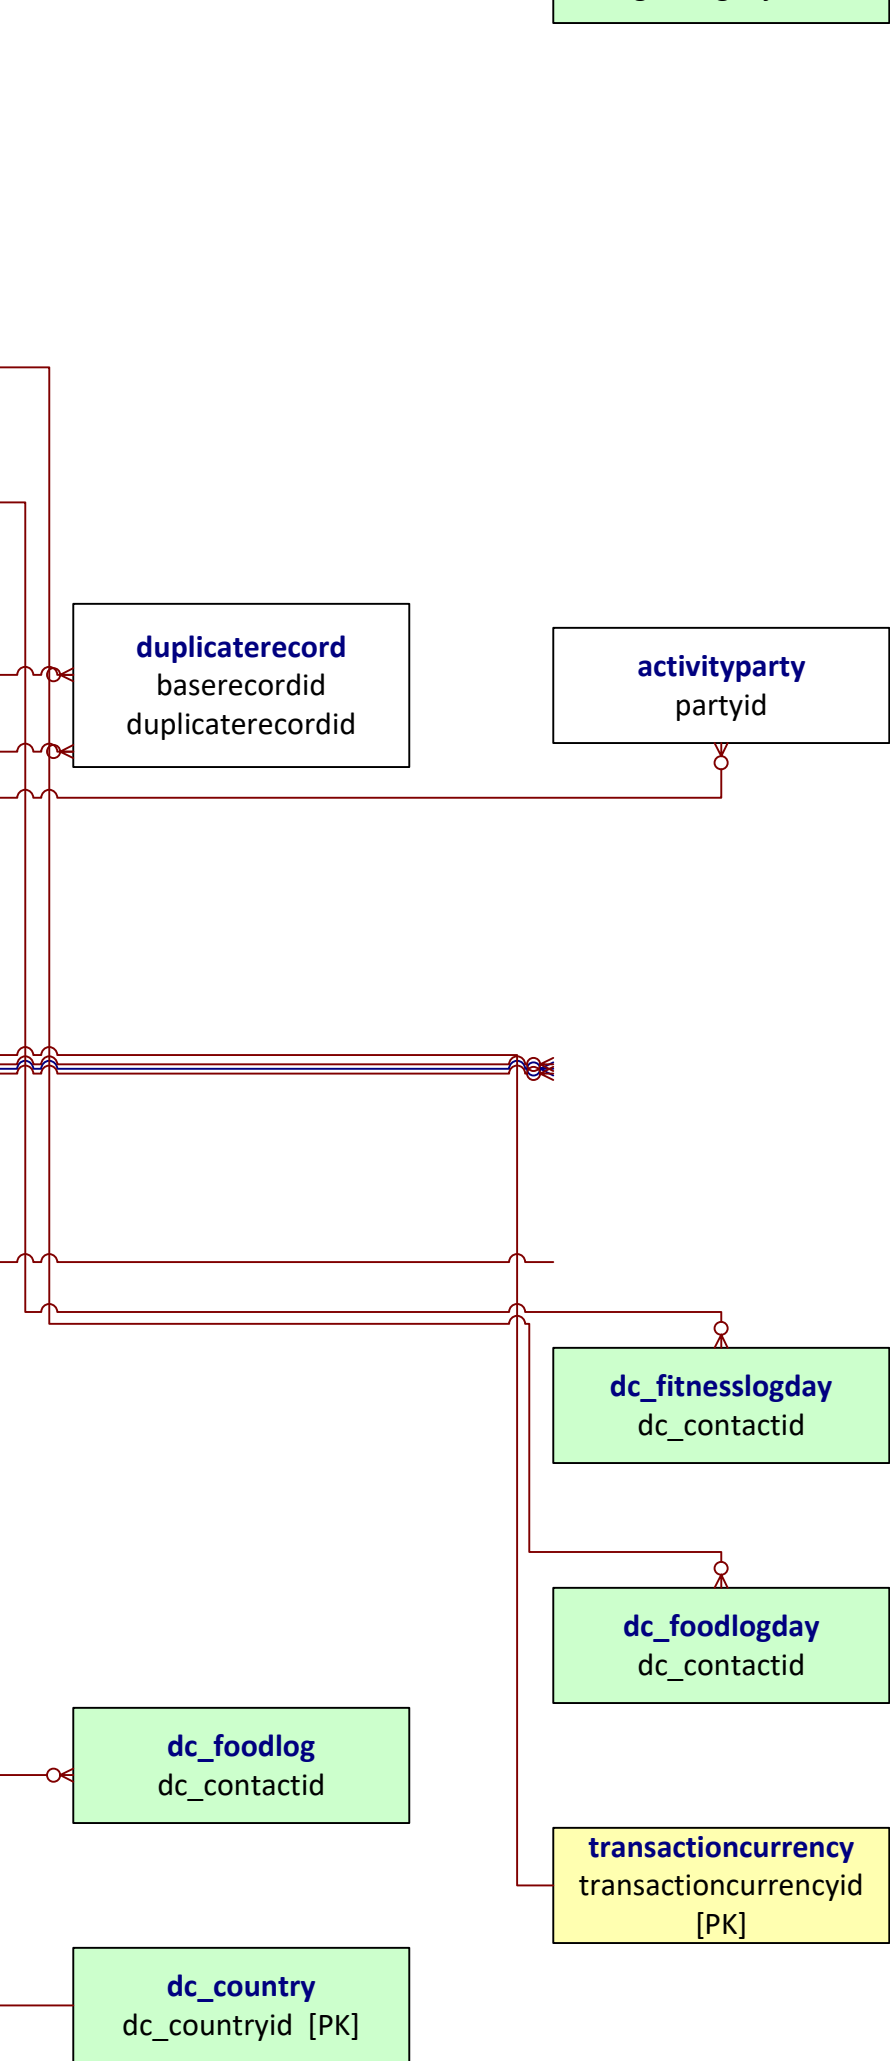 duplicaterecord
baserecordid
duplicaterecordid
activityparty
partyid
dc_fitnesslogday
dc_contactid
dc_foodlogday
dc_contactid
dc_foodlog
dc_contactid
transactioncurrency
transactioncurrencyid
[PK]
dc_country
dc_countryid [PK]